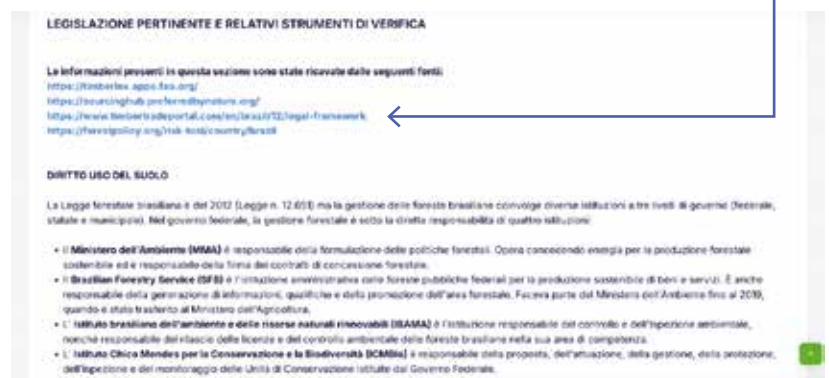 LEGISLAZIONE PERTINENTE E RELATIVI STRUMENTI DI VERIFICA
Le informazioni presenti in questa sezione sono state ricavate dalle seguenti fonti:
https://timberlex.apps.fao.org/
https://sourcinghub.preferredbynature.org/
https://www.timbertradeportal.com/en/brazil/12/legal-framework
https://forestpolicy.org/risk-tool/country/brazil
DIRITTO USO DEL SUOLO
La Legge forestale brasiliana è del 2012 (Legge n. 12.651) ma la gestione delle foreste brasiliane coinvolge diverse istituzioni a tre livelli di governo (federale,
statale e municipale). Nel governo federale, la gestione forestale è sotto la diretta responsabilità di quattro istituzioni:
• Il Ministero dell'Ambiente (MMA) è responsabile della formulazione delle politiche forestali. Opera concedendo energia per la produzione forestale
sostenibile ed è responsabile della firma dei contratti di concessione forestale.
• Il Brazilian Forestry Service (SFB) è l'istituzione amministrativa delle foreste pubbliche federali per la produzione sostenibile di beni e servizi. È anche
responsabile della generazione di informazioni, qualifiche e della promozione dell'area forestale. Faceva parte del Ministero dell'Ambiente fino al 2019,
quando è stato trasferito al Ministero dell'Agricoltura.
• L' Istituto brasiliano dell'ambiente e delle risorse naturali rinnovabili (IBAMA) è l'istituzione responsabile del controllo e dell'ispezione ambientale,
nonché responsabile del rilascio delle licenze e del controllo ambientale delle foreste brasiliane nella sua area di competenza.
• L' Istituto Chico Mendes per la Conservazione e la Biodiversità (ICMBio) è responsabile della proposta, dell'attuazione, della gestione, della protezione,
dell'ispezione e del monitoraggio delle Unità di Conservazione istituite dal Governo Federale.